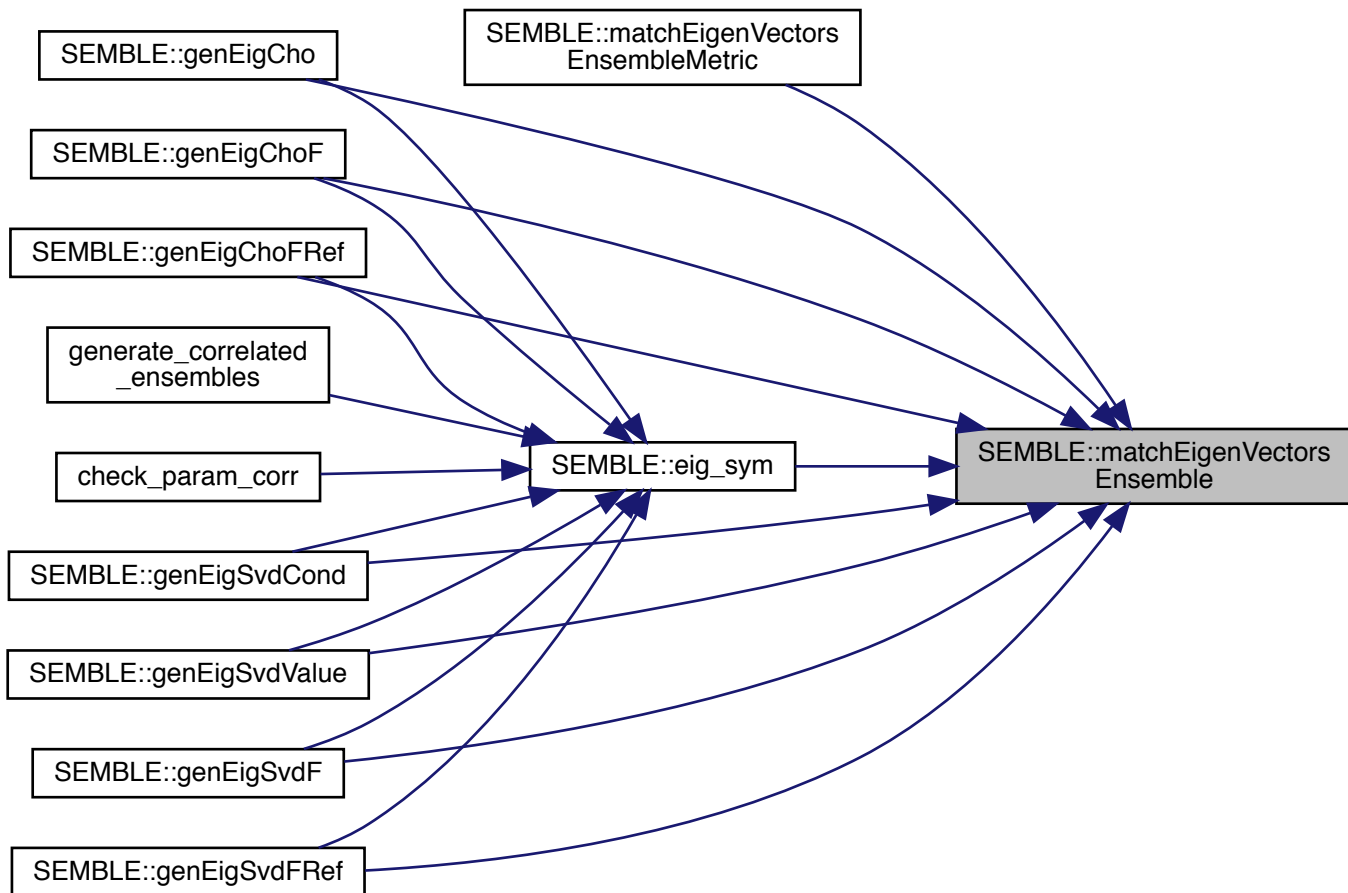 SEMBLE::genEigCho
SEMBLE::matchEigenVectors
EnsembleMetric
SEMBLE::genEigChoF
SEMBLE::genEigChoFRef
generate_correlated
_ensembles
check_param_corr
SEMBLE::eig_sym
SEMBLE::matchEigenVectors
Ensemble
SEMBLE::genEigSvdCond
SEMBLE::genEigSvdValue
SEMBLE::genEigSvdF
SEMBLE::genEigSvdFRef